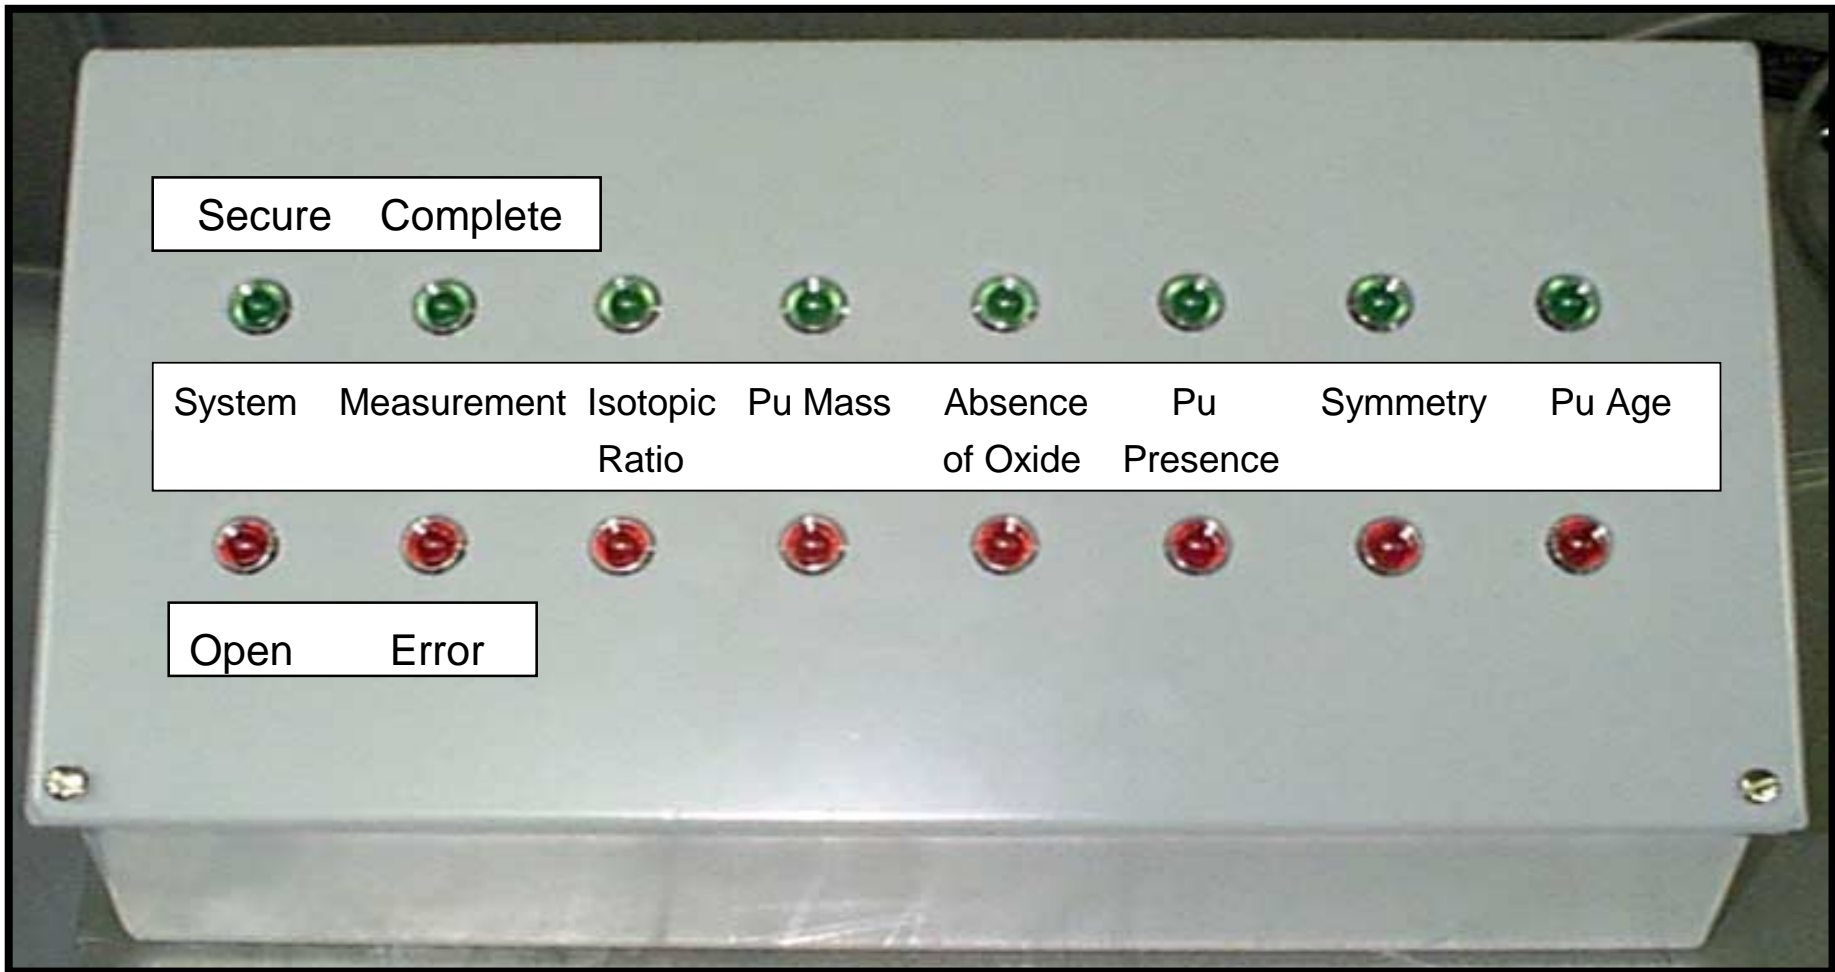 Secure Complete
System Measurement Isotopic Pu Mass Absence Pu Symmetry Pu Age
Ratio of Oxide Presence
Open Error